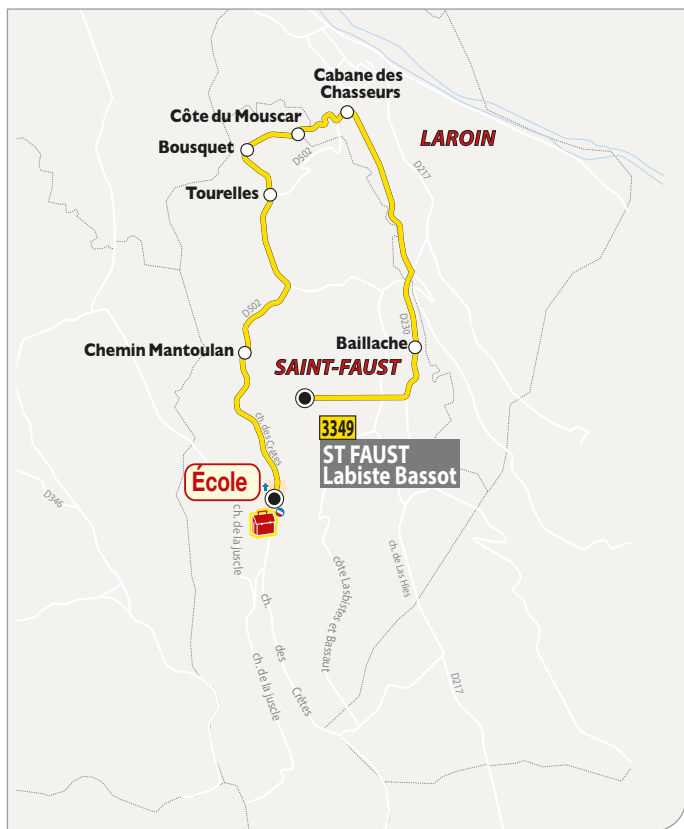 Cabane des
Chasseurs
Côte du Mouscar
LAROIN
Bousquet
D502
D217
Tourelles
D502
D230
Baillache
Chemin Mantoulan
SAINT-FAUST
3349
ST FAUST
Labiste Bassot
ch. des Crêtes
École
D346
ch. de la juscle
côte Lasbistes et Bassaut
ch. de Las Hies
ch.
des
Crêtes
ch. de la juscle
D217